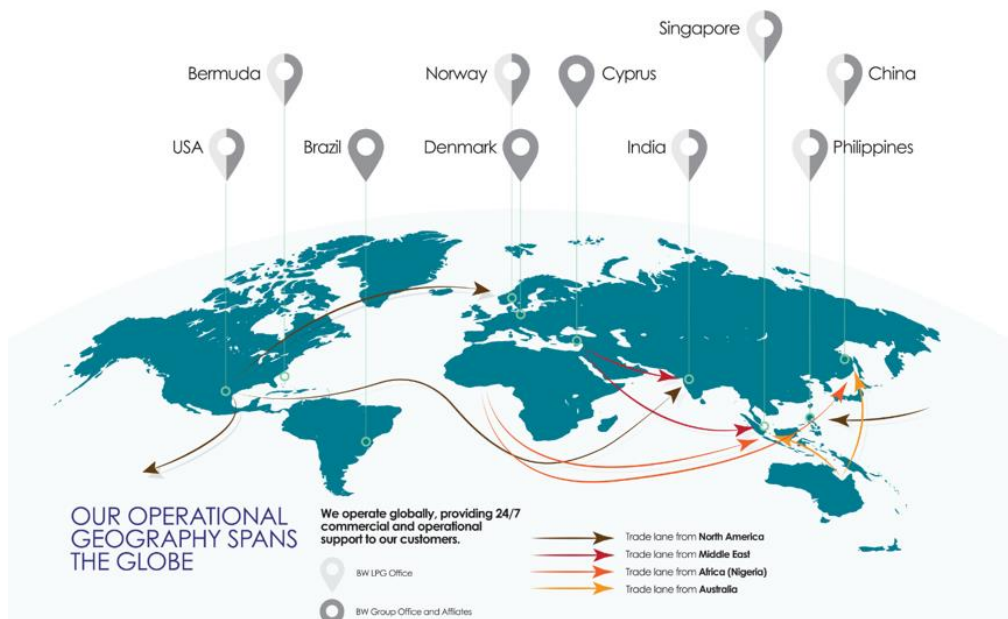 Singapore
Bermuda
Norway
Cyprus
China
USA
Brazil
Denmark
India
Philippines
OUR OPERATIONAL
GEOGRAPHY SPANS
THE GLOBE
We operate globally, providing 24/7
commercial and operational
support to our customers.
BW LPG Office
BW Group Office and Affliates
Trade lane from North America
Trade lane from Middle East
Trade lane from Africa (Nigeria)
Trade lane from Australia